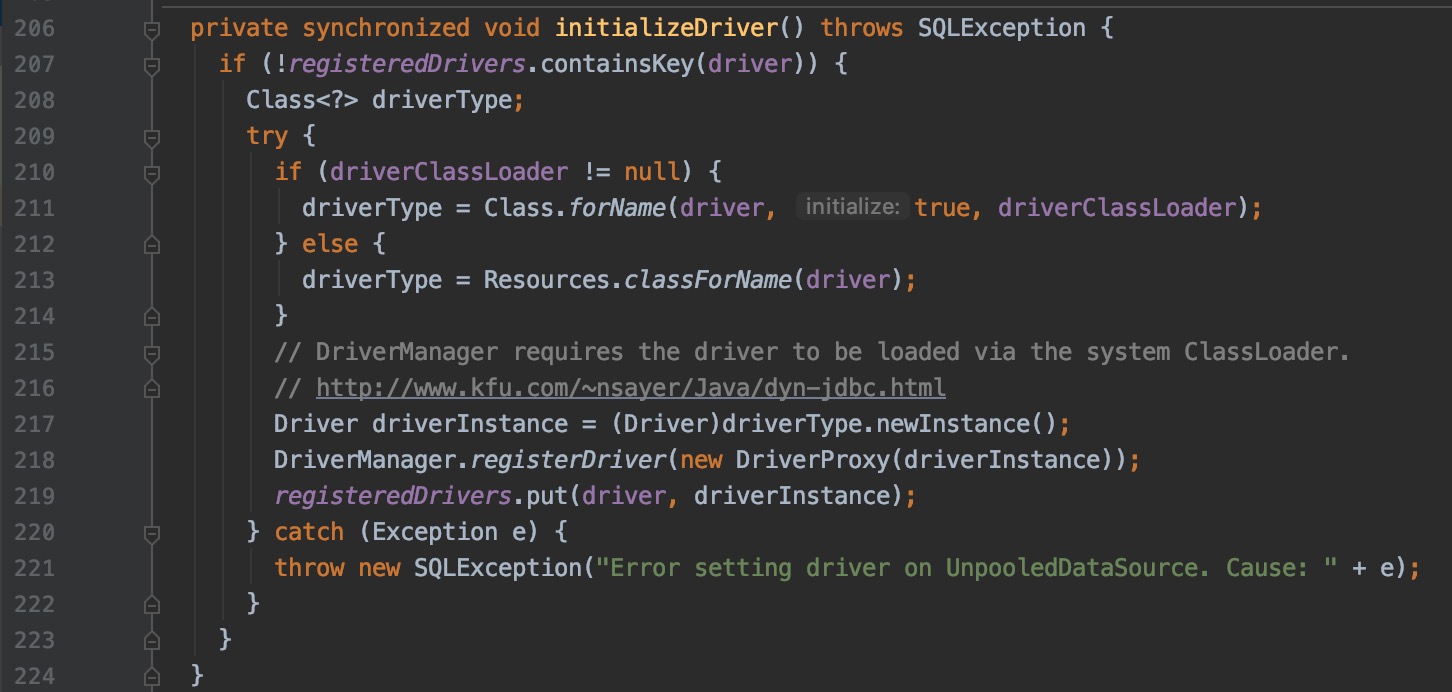 206 private synchronized void initializeDriver() throws SQLException {
207 if (!registeredDrivers.containsKey(driver)) {
208 Class<?> driverType;
209 try {
210 if (driverClassLoader != null) {
211 driverType = Class.forName(driver, initialize: true, driverClassLoader);
212 } else {
213 driverType = Resources.classForName(driver);
214 }
215 // DriverManager requires the driver to be loaded via the system ClassLoader.
216 // http://www.kfu.com/~nsayer/Java/dyn-jdbc.html
217 Driver driverInstance = (Driver)driverType.newInstance();
218 DriverManager.registerDriver(new DriverProxy(driverInstance));
219 registeredDrivers.put(driver, driverInstance);
220 } catch (Exception e) {
221 throw new SQLException("Error setting driver on UnpooledDataSource. Cause: " + e);
222 }
223 }
224 }